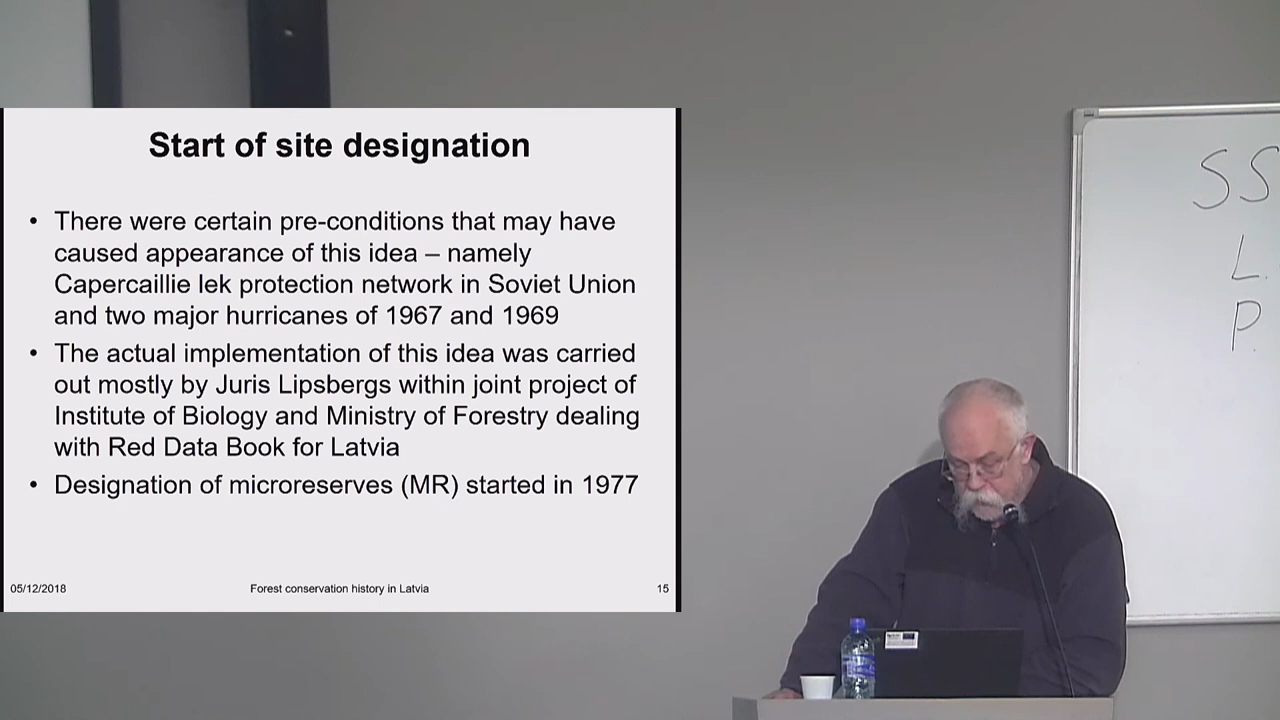 Start of site designation
• There were certain pre-conditions that may have
caused appearance of this idea – namely
Capercaillie lek protection network in Soviet Union
and two major hurricanes of 1967 and 1969
• The actual implementation of this idea was carried
out mostly by Juris Lipsbergs within joint project of
Institute of Biology and Ministry of Forestry dealing
with Red Data Book for Latvia
• Designation of microreserves (MR) started in 1977
05/12/2018 Forest conservation history in Latvia 15
SS
L.
P.